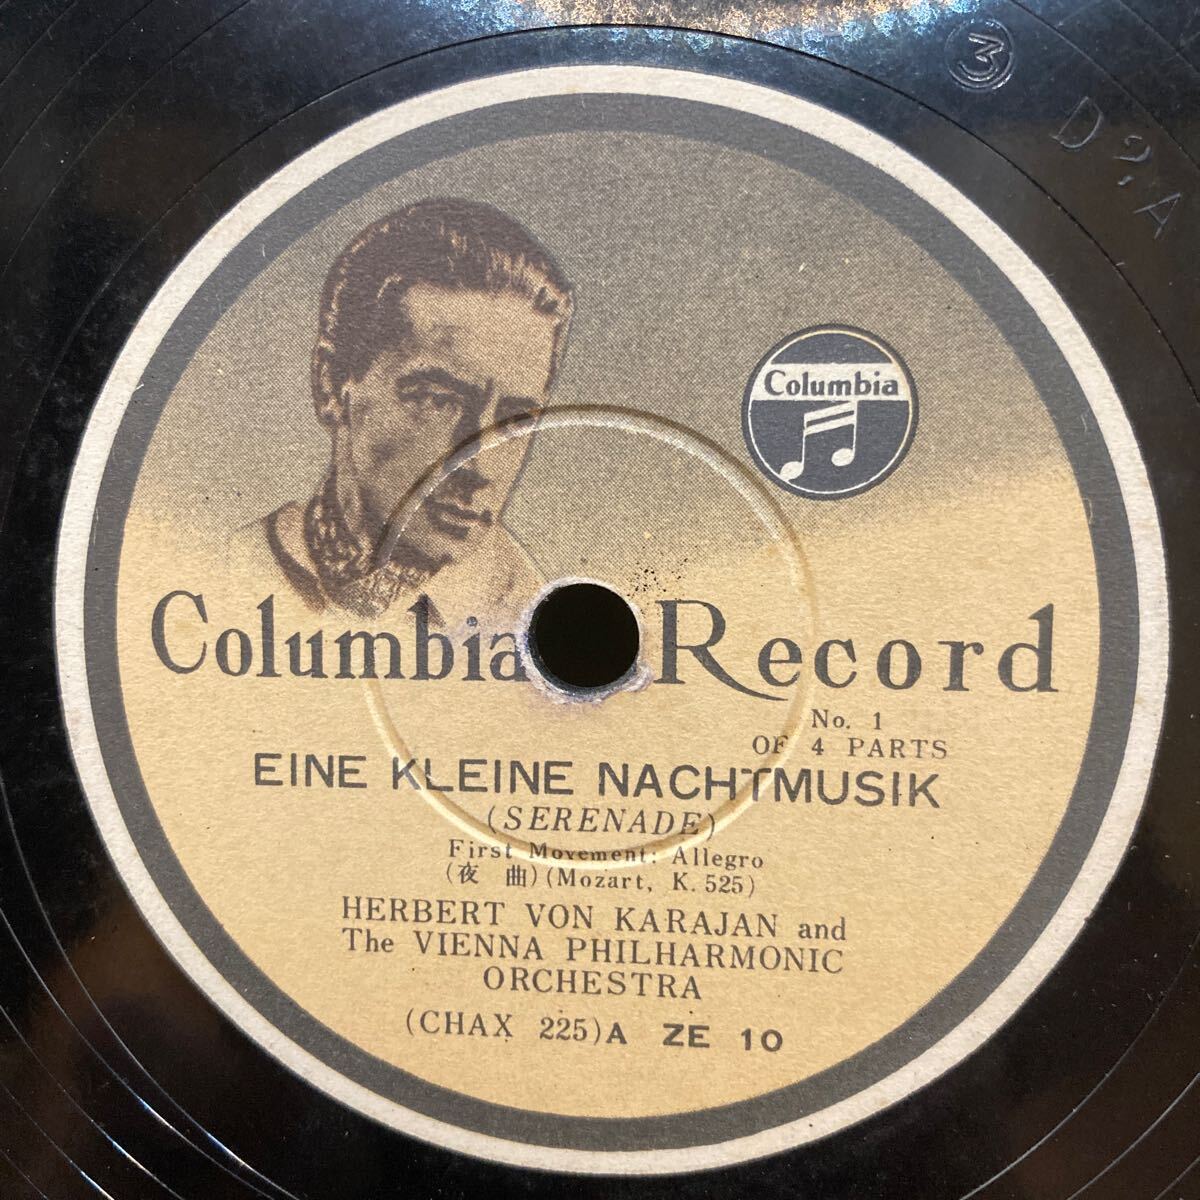 3
D 2, A
Columbia
Columbia Record
No. 1
OF 4 PARTS
EINE KLEINE NACHTMUSIK
(SERENADE)
First Movement: Allegro
(夜 曲) (Mozart, K. 525)
HERBERT VON KARAJAN and
The VIENNA PHILHARMONIC
ORCHESTRA
(CHAX 225) A ZE 10